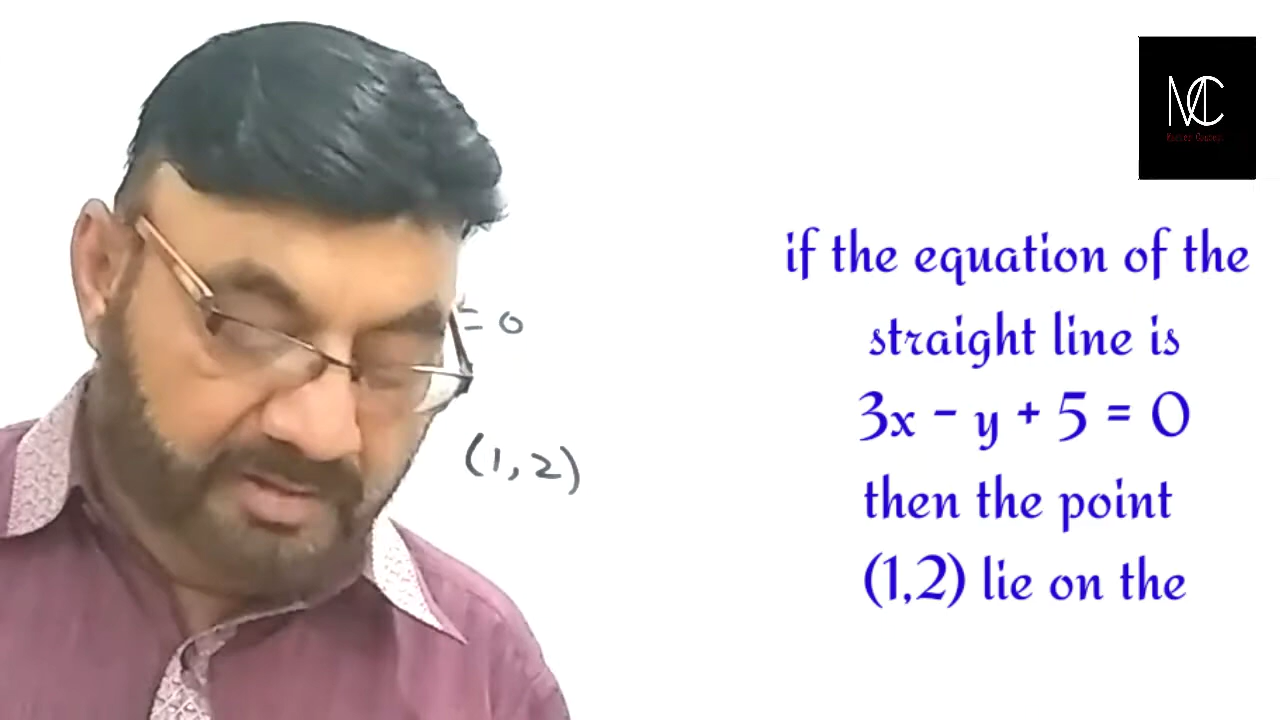 MC
= 0
(1, 2)
if the equation of the
straight line is
3x - y + 5 = 0
then the point
(1,2) lie on the